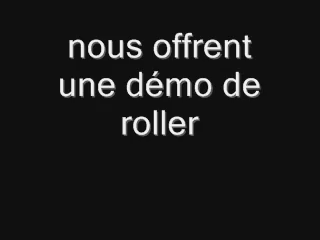 nous offrent
une démo de
roller